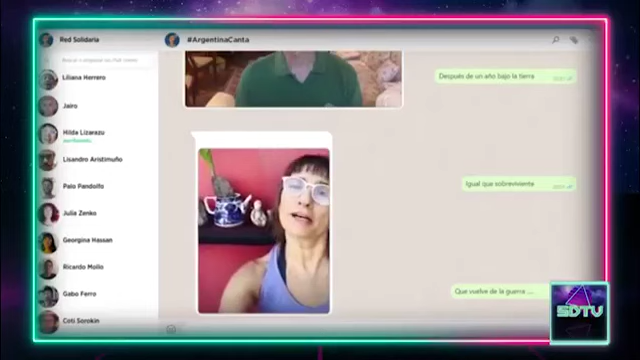 Red Solidaria
#ArgentinaCanta
Liliana Herrero
Jairo
Hilda Lizarazu
Lisandro Aristimuño
Palo Pandolfo
Julia Zenko
Georgina Hassan
Ricardo Mollo
Gabo Ferro
Coti Sorokin
Después de un año bajo la tierra
Igual que sobreviviente
Que vuelve de la guerra ....
SDTV